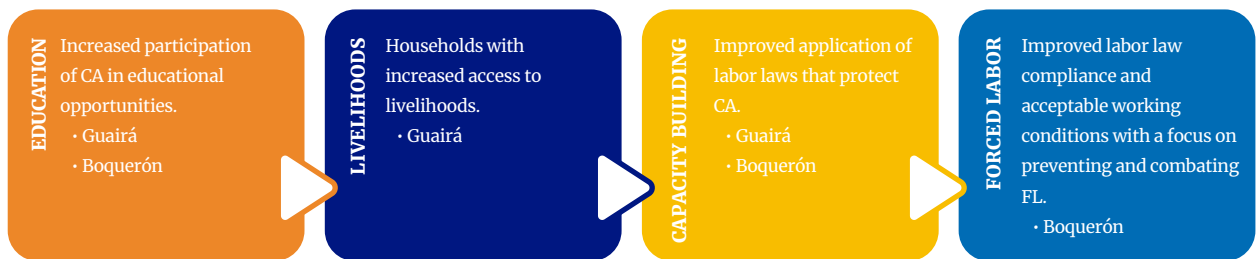 EDUCATION
Increased participation
of CA in educational
opportunities.
• Guairá
• Boquerón
LIVELIHOODS
Households with
increased access to
livelihoods.
• Guairá
CAPACITY BUILDING
Improved application of
labor laws that protect
CA.
• Guairá
• Boquerón
FORCED LABOR
Improved labor law
compliance and
acceptable working
conditions with a focus on
preventing and combating
FL.
• Boquerón